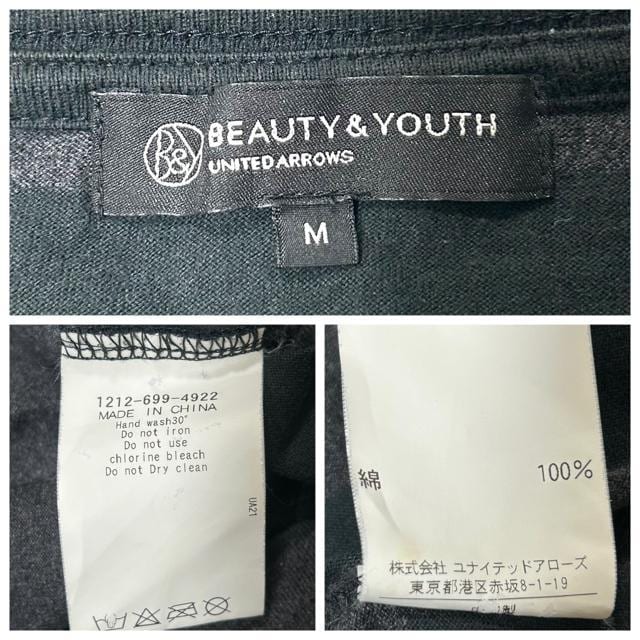 BEAUTY&YOUTH
UNITED ARROWS
M
1212-699-4922
MADE IN CHINA
Hand wash30°
Do not iron
Do not use
chlorine bleach
Do not Dry clean
UA21
綿 100%
株式会社 ユナイテッドアローズ
東京都港区赤坂8-1-19